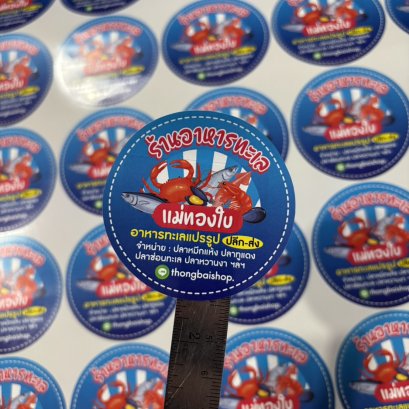 ร้านอาหารทะเล
แม่ทองใบ
อาหารทะเลแปรรูป ปลีก-ส่ง
จำหน่าย : ปลาหมึกแห้ง ปลาทูแดง
ปลาช่อนทะเล ปลาหวานงา ฯลฯ
thongbaishop.